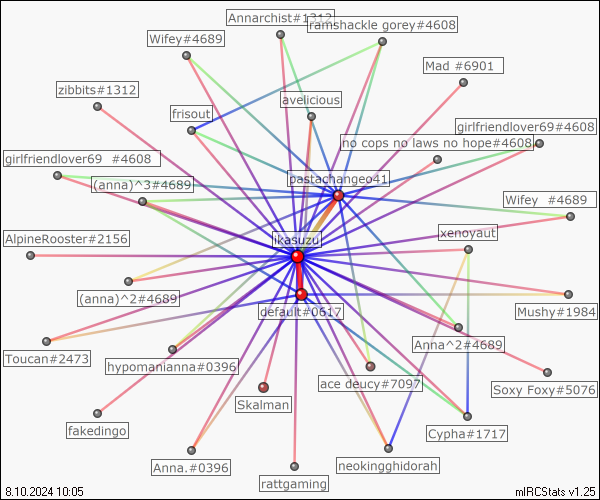 Annarchist#1312
ramshackle gorey#4608
Wifey#4689
Mad #6901
zibbits#1312
avelicious
frisout
girlfriendlover69#4608
no cops no laws no hope#4608
girlfriendlover69 #4608
(anna)^3#4689
pastachangeo41
Wifey #4689
xenoyaut
AlpineRooster#2156
ikasuzu
(anna)^2#4689
default#0617
Mushy#1984
Anna^2#4689
Toucan#2473
hypomanianna#0396
ace deucy#7097
Soxy Foxy#5076
Skalman
fakedingo
Cypha#1717
Anna.#0396
neokingghidorah
rattgaming
8.10.2024 10:05
mIRCStats v1.25